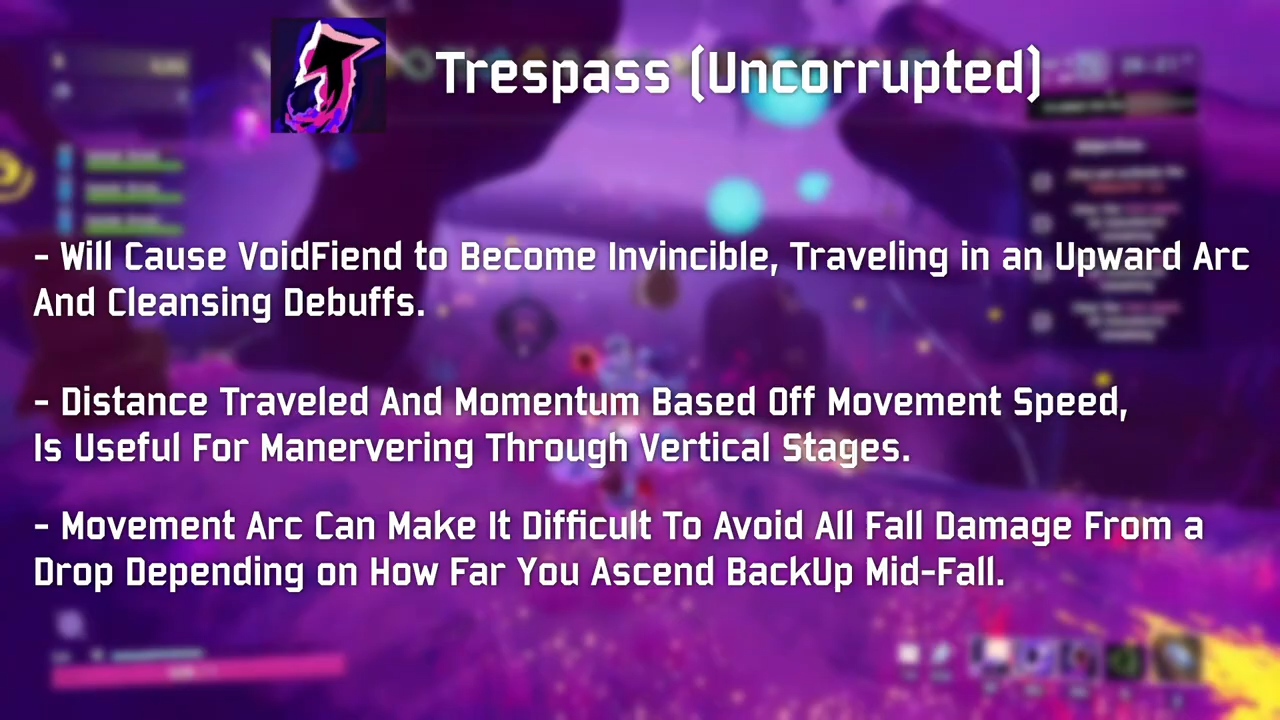 Trespass (Uncorrupted)
- Will Cause VoidFiend to Become Invincible, Traveling in an Upward Arc
And Cleansing Debuffs.
- Distance Traveled And Momentum Based Off Movement Speed,
Is Useful For Manervering Through Vertical Stages.
- Movement Arc Can Make It Difficult To Avoid All Fall Damage From a
Drop Depending on How Far You Ascend BackUp Mid-Fall.